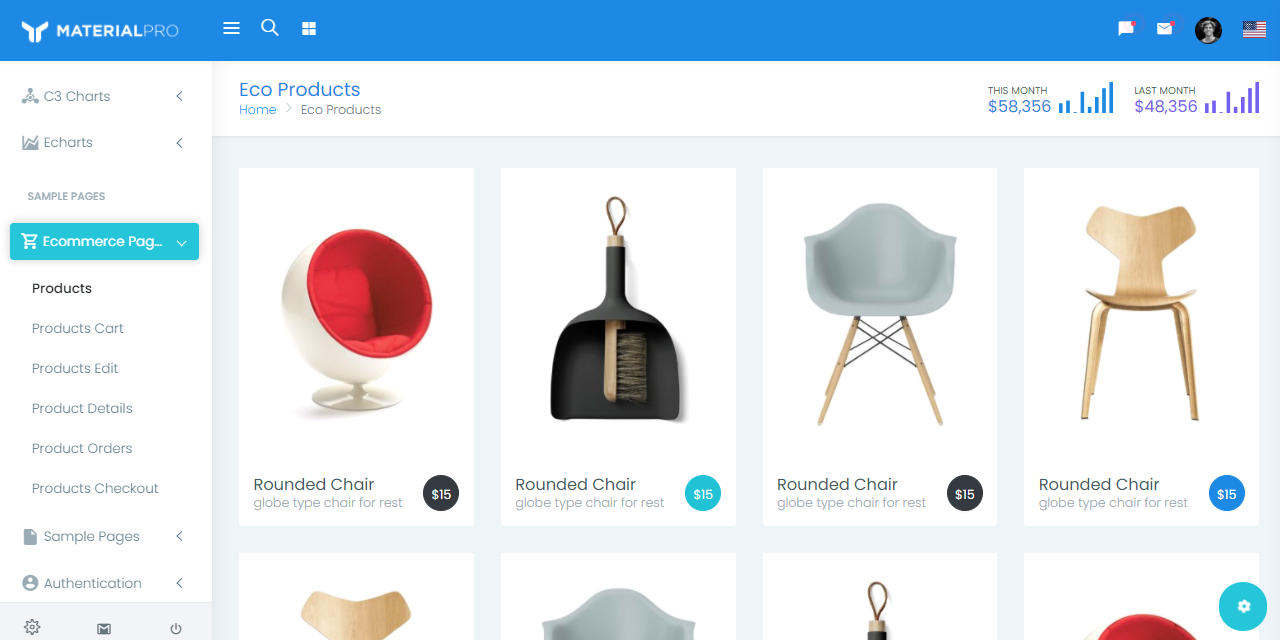 MATERIALPRO
C3 Charts
Echarts
SAMPLE PAGES
Ecommerce Pag...
Products
Products Cart
Products Edit
Product Details
Product Orders
Products Checkout
Sample Pages
Authentication
Eco Products
Home > Eco Products
THIS MONTH
$58,356
LAST MONTH
$48,356
Rounded Chair
globe type chair for rest
$15
Rounded Chair
globe type chair for rest
$15
Rounded Chair
globe type chair for rest
$15
Rounded Chair
globe type chair for rest
$15